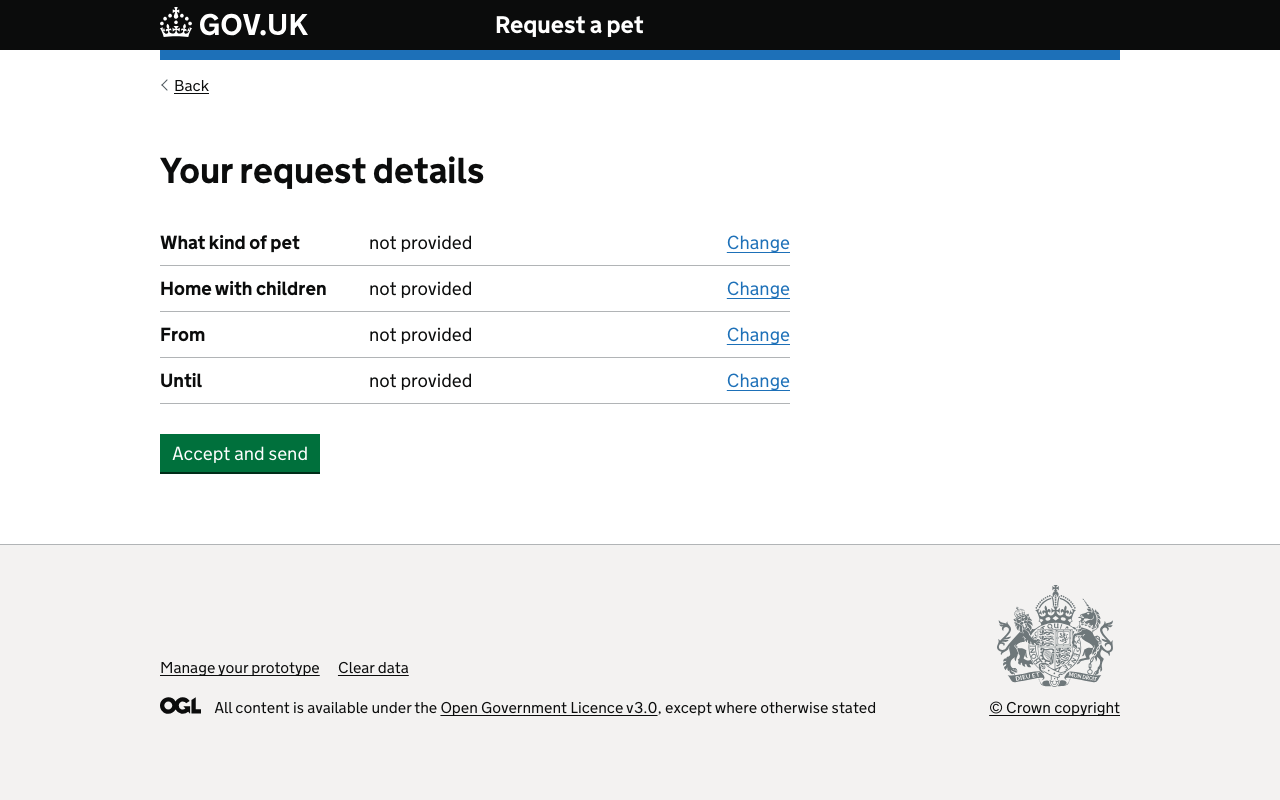 GOV.UK
Request a pet
Back
Your request details
What kind of pet not provided Change
Home with children not provided Change
From not provided Change
Until not provided Change
Accept and send
Manage your prototype Clear data
OGL All content is available under the Open Government Licence v3.0, except where otherwise stated
© Crown copyright